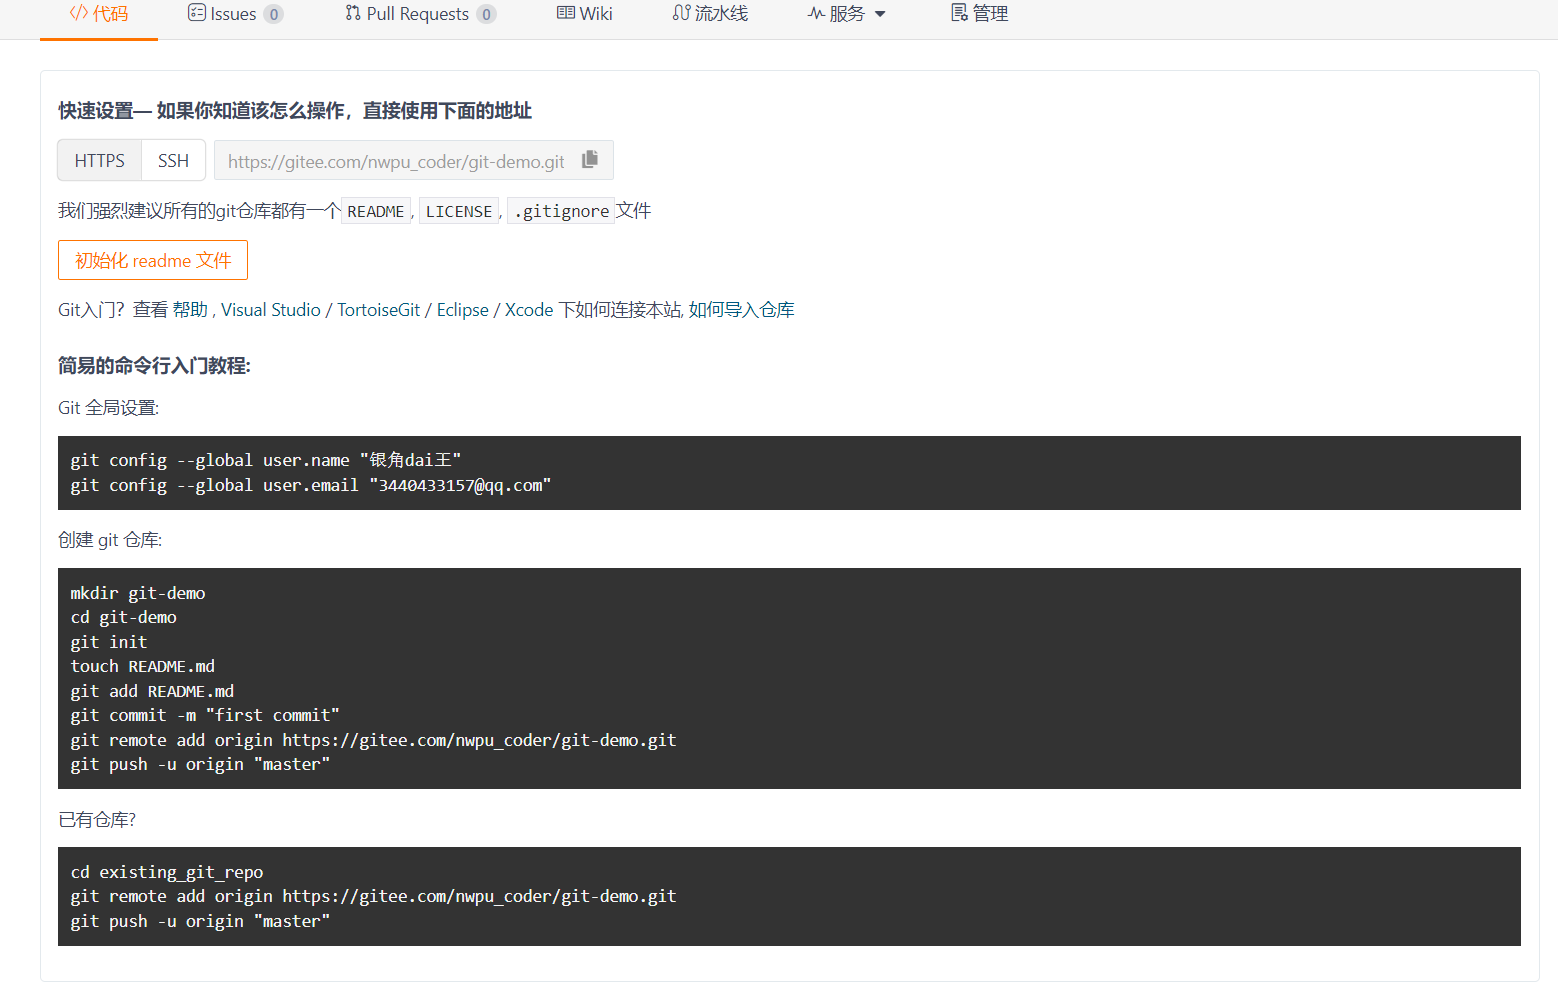 代码 Issues 0 Pull Requests 0 Wiki 流水线 服务 管理
快速设置— 如果你知道该怎么操作，直接使用下面的地址
HTTPS SSH https://gitee.com/nwpu_coder/git-demo.git
我们强烈建议所有的git仓库都有一个 README , LICENSE , .gitignore 文件
初始化 readme 文件
Git入门？查看 帮助 , Visual Studio / TortoiseGit / Eclipse / Xcode 下如何连接本站, 如何导入仓库
简易的命令行入门教程:
Git 全局设置:
git config --global user.name "银角dai王"
git config --global user.email "3440433157@qq.com"
创建 git 仓库:
mkdir git-demo
cd git-demo
git init
touch README.md
git add README.md
git commit -m "first commit"
git remote add origin https://gitee.com/nwpu_coder/git-demo.git
git push -u origin "master"
已有仓库?
cd existing_git_repo
git remote add origin https://gitee.com/nwpu_coder/git-demo.git
git push -u origin "master"